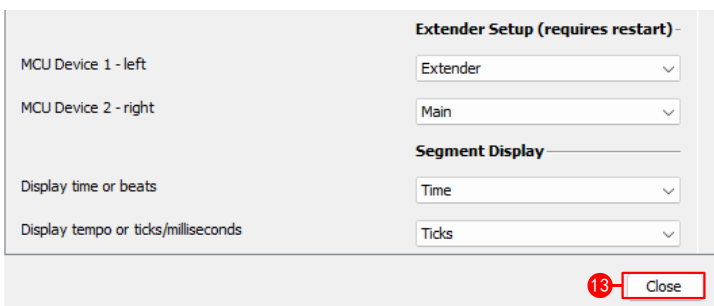 Extender Setup (requires restart)
MCU Device 1 - left Extender
MCU Device 2 - right Main
Segment Display
Display time or beats Time
Display tempo or ticks/milliseconds Ticks
13 Close